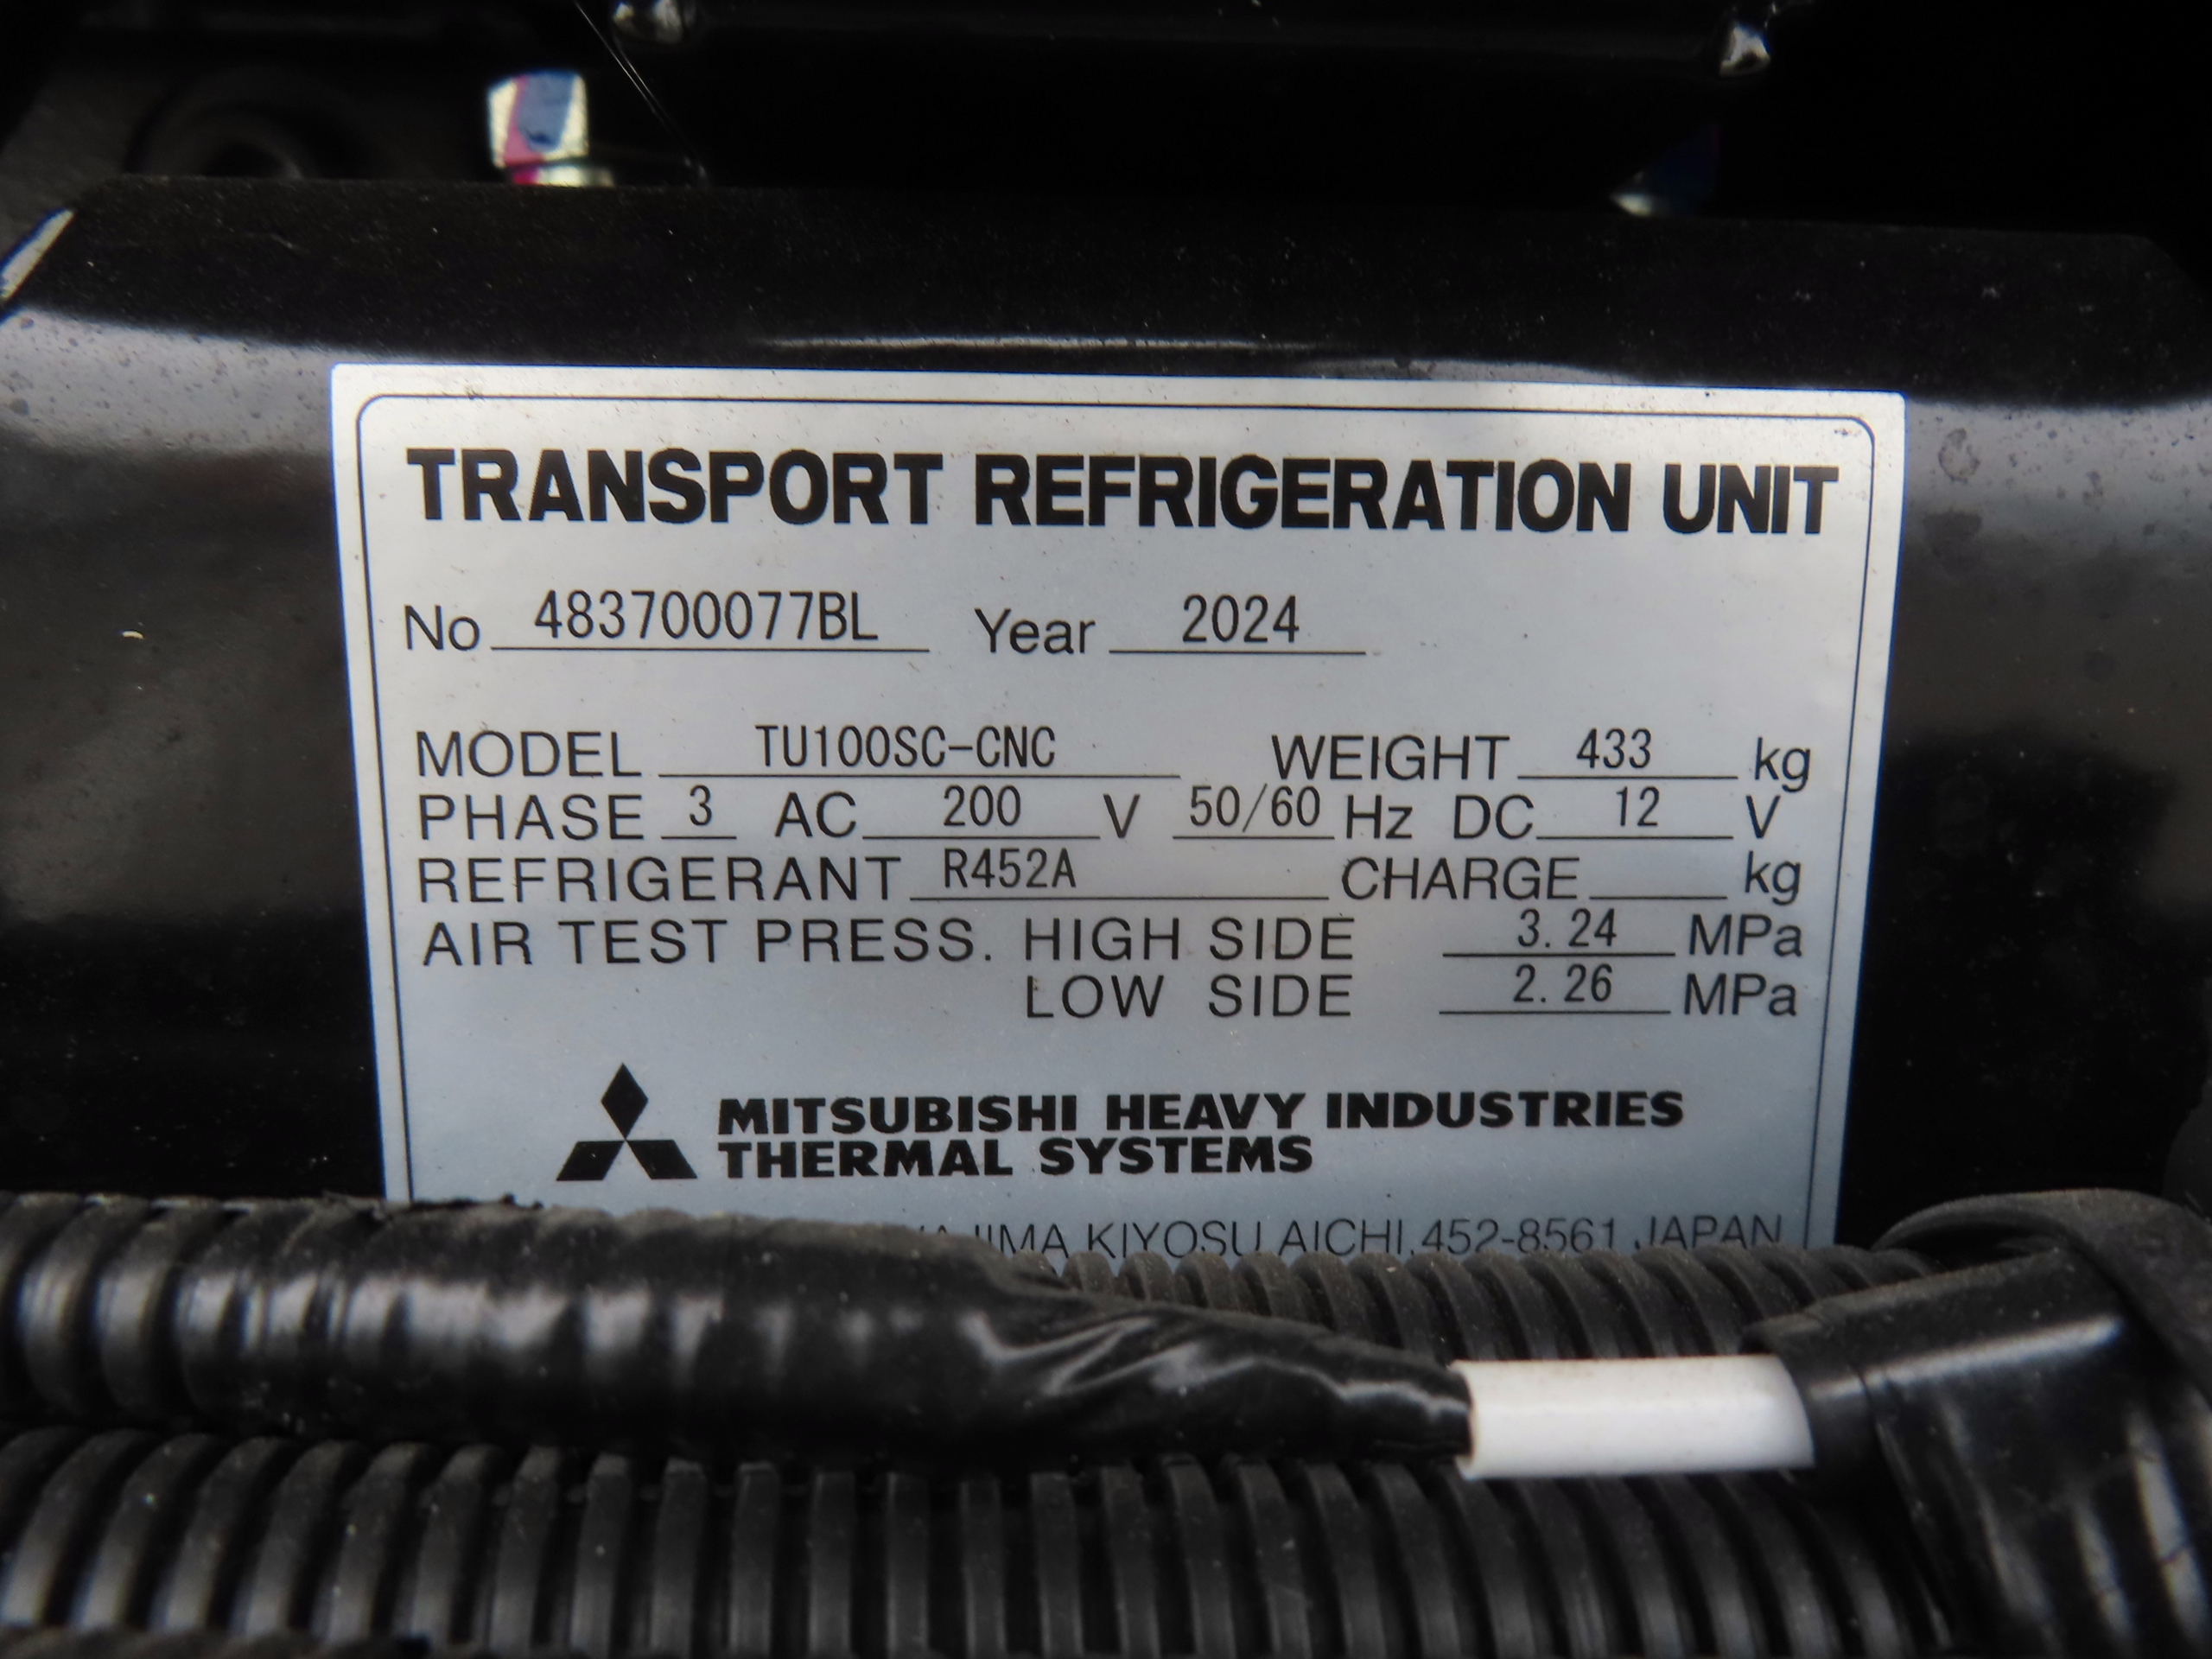 TRANSPORT REFRIGERATION UNIT
No 483700077BL Year 2024
MODEL TU100SC-CNC WEIGHT 433 kg
PHASE 3 AC 200 V 50/60 Hz DC 12 V
REFRIGERANT R452A CHARGE kg
AIR TEST PRESS. HIGH SIDE 3.24 MPa
LOW SIDE 2.26 MPa
MITSUBISHI HEAVY INDUSTRIES
THERMAL SYSTEMS
KIYOSU AICHI,452-8561 JAPAN